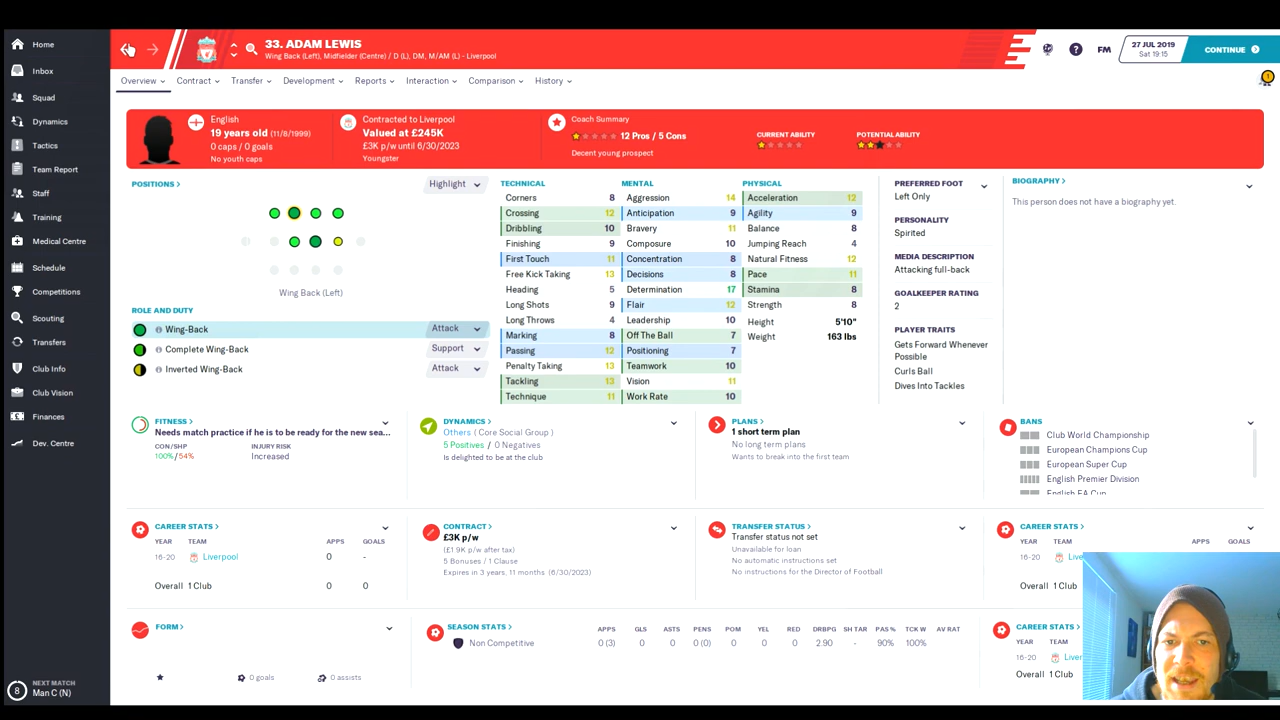 Home
Inbox
Squad
Dynamics
Tactics
Team Report
Staff
Training
Medical Centre
Schedule
Competitions
Scouting
Transfers
Club Info
Club Vision
Finances
Dev. Centre
8 NEXT MATCH
Man C (N)
33. ADAM LEWIS
Wing Back (Left), Midfielder (Centre) / D (L), DM, M/AM (L) - Liverpool
? FM 27 JUL 2019 CONTINUE
Sat 19:15
Overview Contract Transfer Development Reports Interaction Comparison History
1
English
19 years old (11/8/1999)
0 caps / 0 goals
No youth caps
Contracted to Liverpool
Valued at £245K
£3K p/w until 6/30/2023
Youngster
Coach Summary
12 Pros / 5 Cons
Decent young prospect
CURRENT ABILITY
POTENTIAL ABILITY
POSITIONS >
Highlight
Wing Back (Left)
ROLE AND DUTY
Wing-Back Attack
Complete Wing-Back Support
Inverted Wing-Back Attack
TECHNICAL
Corners 8
Crossing 12
Dribbling 10
Finishing 9
First Touch 11
Free Kick Taking 13
Heading 5
Long Shots 9
Long Throws 4
Marking 8
Passing 12
Penalty Taking 13
Tackling 13
Technique 11
MENTAL
Aggression 14
Anticipation 9
Bravery 11
Composure 10
Concentration 8
Decisions 8
Determination 17
Flair 12
Leadership 10
Off The Ball 7
Positioning 7
Teamwork 10
Vision 11
Work Rate 10
PHYSICAL
Acceleration 12
Agility 9
Balance 8
Jumping Reach 4
Natural Fitness 12
Pace 11
Stamina 8
Strength 8
Height 5'10"
Weight 163 lbs
PREFERRED FOOT
Left Only
PERSONALITY
Spirited
MEDIA DESCRIPTION
Attacking full-back
GOALKEEPER RATING
2
PLAYER TRAITS
Gets Forward Whenever
Possible
Curls Ball
Dives Into Tackles
BIOGRAPHY >
This person does not have a biography yet.
FITNESS >
Needs match practice if he is to be ready for the new sea...
CON/SHP INJURY RISK
100%/54% Increased
DYNAMICS >
Others ( Core Social Group )
5 Positives / 0 Negatives
Is delighted to be at the club
PLANS >
1 short term plan
No long term plans
Wants to break into the first team
BANS
Club World Championship
European Champions Cup
European Super Cup
English Premier Division
English FA Cup
CAREER STATS >
YEAR TEAM APPS GOALS
16-20 Liverpool 0 -
Overall 1 Club 0 0
CONTRACT >
£3K p/w
(£1.9K p/w after tax)
5 Bonuses / 1 Clause
Expires in 3 years, 11 months (6/30/2023)
TRANSFER STATUS >
Transfer status not set
Unavailable for loan
No automatic instructions set
No instructions for the Director of Football
CAREER STATS >
YEAR TEAM APPS GOALS
16-20 Live
Overall 1 Club
FORM >
0 goals 0 assists
SEASON STATS > APPS GLS ASTS PENS POM YEL RED DRBPG SH TAR PAS % TCK W AV RAT
Non Competitive 0 (3) 0 0 0 (0) 0 0 0 2.90 - 90% 100%
CAREER STATS >
YEAR TEAM
16-20 Liver
Overall 1 Club